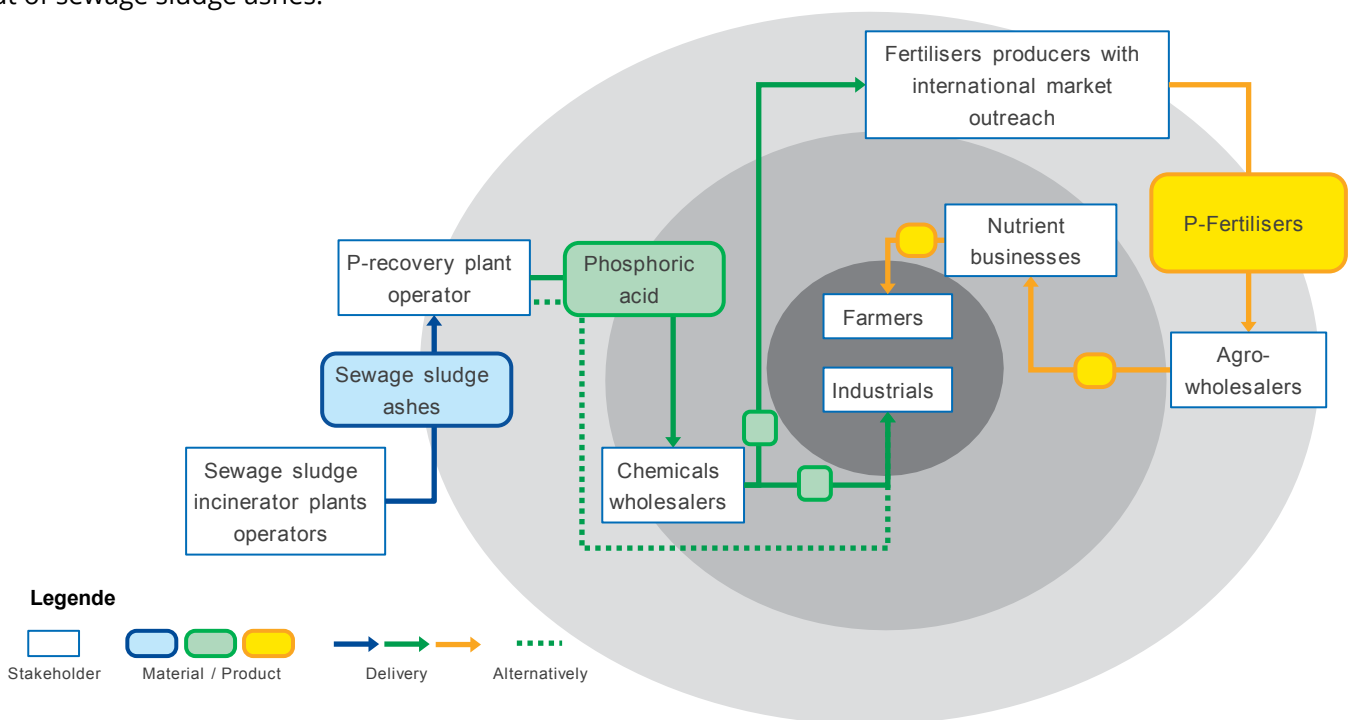 at of sewage sludge ashes.
Fertilisers producers with
international market
outreach
P-Fertilisers
Nutrient
businesses
P-recovery plant
operator
Phosphoric
acid
Farmers
Agro-
wholesalers
Sewage sludge
ashes
Industrials
Sewage sludge
incinerator plants
operators
Chemicals
wholesalers
Legende
Stakeholder
Material / Product
Delivery
Alternatively